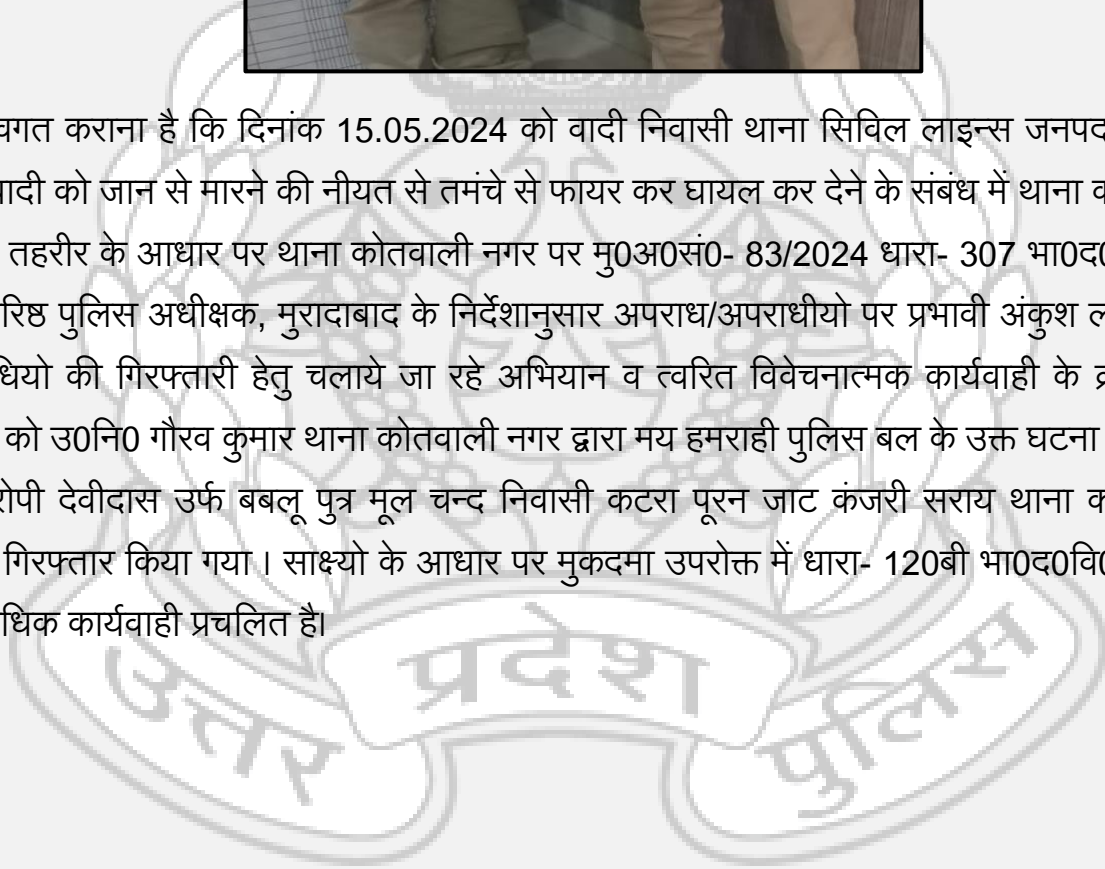 वगत कराना है कि दिनांक 15.05.2024 को वादी निवासी थाना सिविल लाइन्स जनपद
वादी को जान से मारने की नीयत से तमंचे से फायर कर घायल कर देने के संबंध में थाना
तहरीर के आधार पर थाना कोतवाली नगर पर मु0अ0सं0- 83/2024 धारा- 307 भा0द0
रिष्ठ पुलिस अधीक्षक, मुरादाबाद के निर्देशानुसार अपराध/अपराधीयो पर प्रभावी अंकुश
धियो की गिरफ्तारी हेतु चलाये जा रहे अभियान व त्वरित विवेचनात्मक कार्यवाही के
को उ0नि0 गौरव कुमार थाना कोतवाली नगर द्वारा मय हमराही पुलिस बल के उक्त घटना
रोपी देवीदास उर्फ बबलू पुत्र मूल चन्द निवासी कटरा पूरन जाट कंजरी सराय थाना
गिरफ्तार किया गया । साक्ष्यो के आधार पर मुकदमा उपरोक्त में धारा- 120बी भा0द0वि0
धिक कार्यवाही प्रचलित है।
उत्तर प्रदेश पुलिस